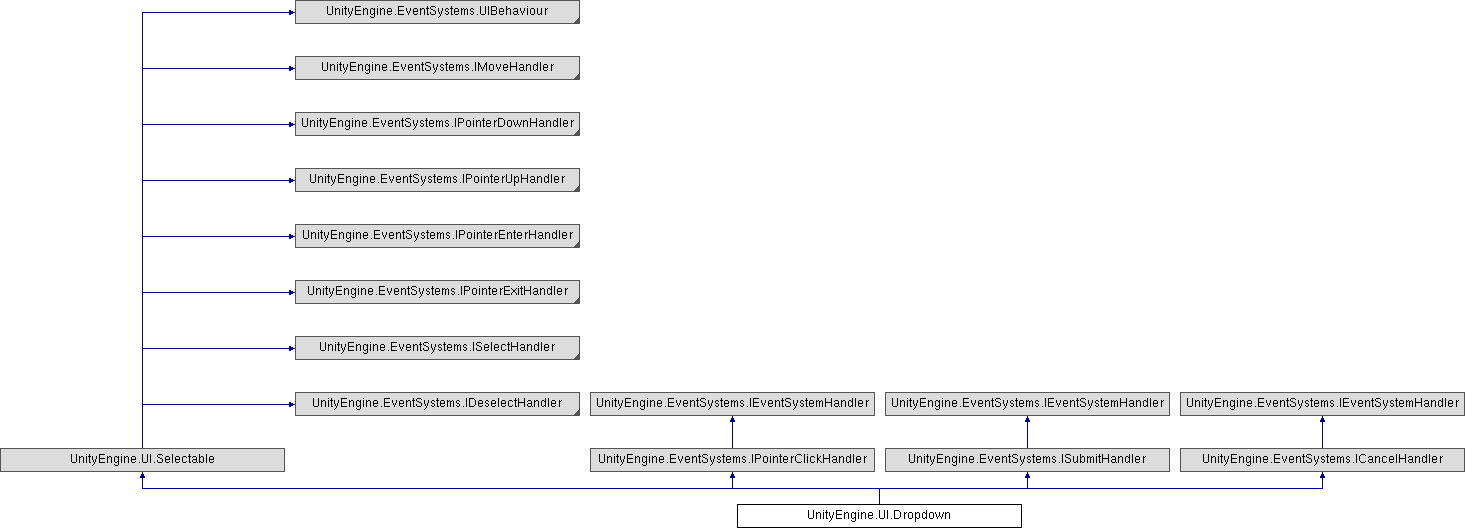 UnityEngine.EventSystems.UIBehaviour
UnityEngine.EventSystems.IMoveHandler
UnityEngine.EventSystems.IPointerDownHandler
UnityEngine.EventSystems.IPointerUpHandler
UnityEngine.EventSystems.IPointerEnterHandler
UnityEngine.EventSystems.IPointerExitHandler
UnityEngine.EventSystems.ISelectHandler
UnityEngine.EventSystems.IDeselectHandler
UnityEngine.EventSystems.IEventSystemHandler
UnityEngine.EventSystems.IEventSystemHandler
UnityEngine.EventSystems.IEventSystemHandler
UnityEngine.UI.Selectable
UnityEngine.EventSystems.IPointerClickHandler
UnityEngine.EventSystems.ISubmitHandler
UnityEngine.EventSystems.ICancelHandler
UnityEngine.UI.Dropdown